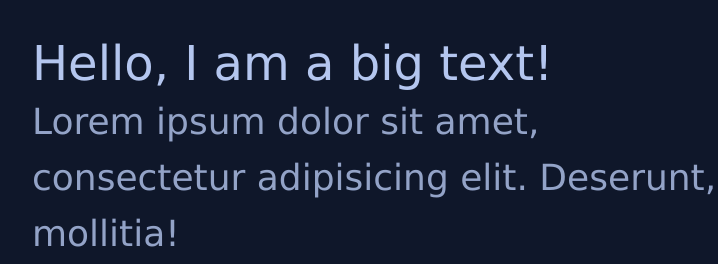 Hello, I am a big text!
Lorem ipsum dolor sit amet,
consectetur adipisicing elit. Deserunt,
mollitia!